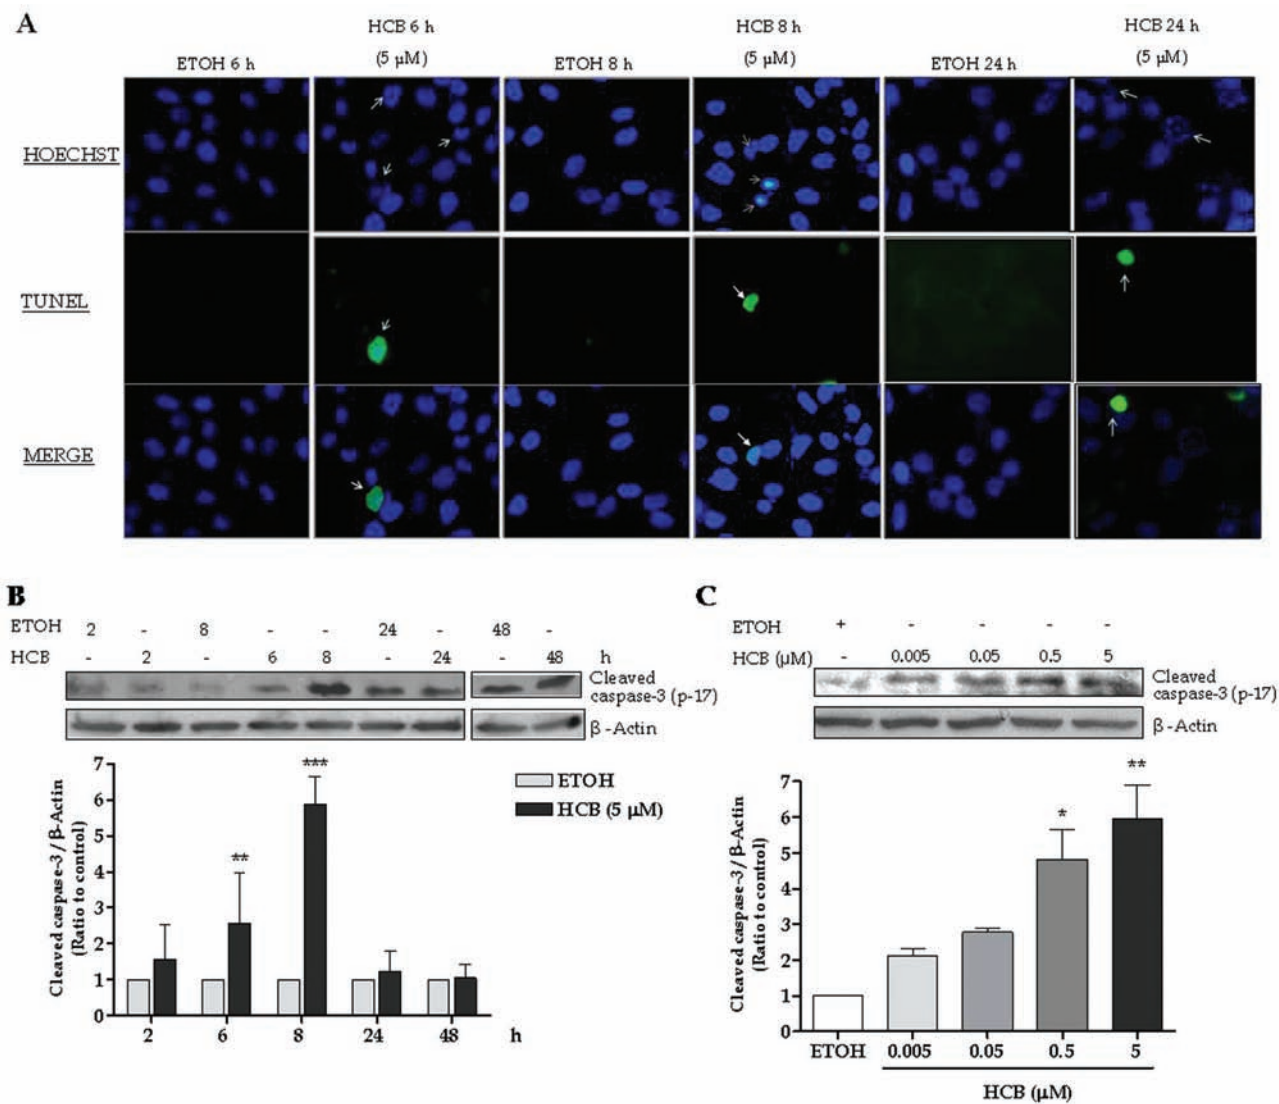 A
HCB 6 h HCB 8 h HCB 24 h
ETOH 6 h (5 µM) ETOH 8 h (5 µM) ETOH 24 h (5 µM)
HOECHST
TUNEL
MERGE
B
ETOH 2 - 8 - - 24 - 48 -
HCB - 2 - 6 8 - 24 - 48 h
Cleaved
caspase-3 (p-17)
β-Actin
7
6
5
4
3
2
1
0
Cleaved caspase-3/β-Actin
(Ratio to control)
** ***
ETOH
HCB (5 µM)
2 6 8 24 48 h
C
ETOH + - - - -
HCB (µM) - 0.005 0.05 0.5 5
Cleaved
caspase-3 (p-17)
β-Actin
7
6
5
4
3
2
1
0
Cleaved caspase-3/β-Actin
(Ratio to control)
* **
ETOH 0.005 0.05 0.5 5
HCB (µM)